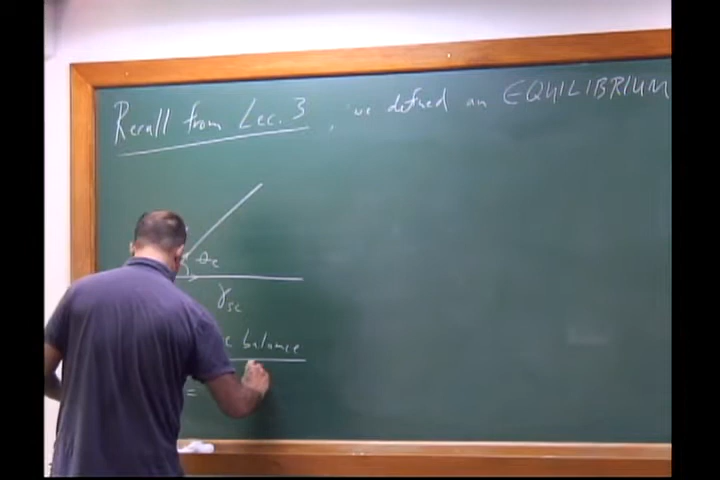 Recall from Lec. 3, we defined an EQUILIBRIUM
θc
γsc
balance
=